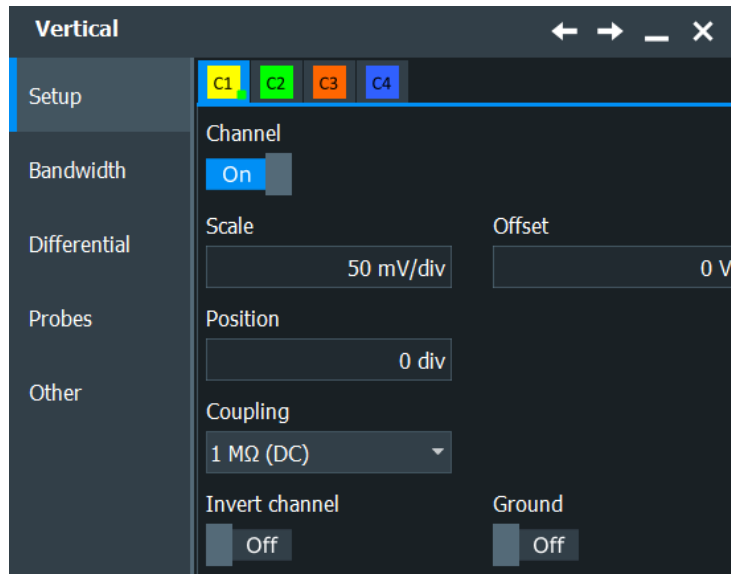 Vertical
Setup
Bandwidth
Differential
Probes
Other
C1 C2 C3 C4
Channel
On
Scale
Offset
50 mV/div
0 V
Position
0 div
Coupling
1 MΩ (DC)
Invert channel
Ground
Off
Off